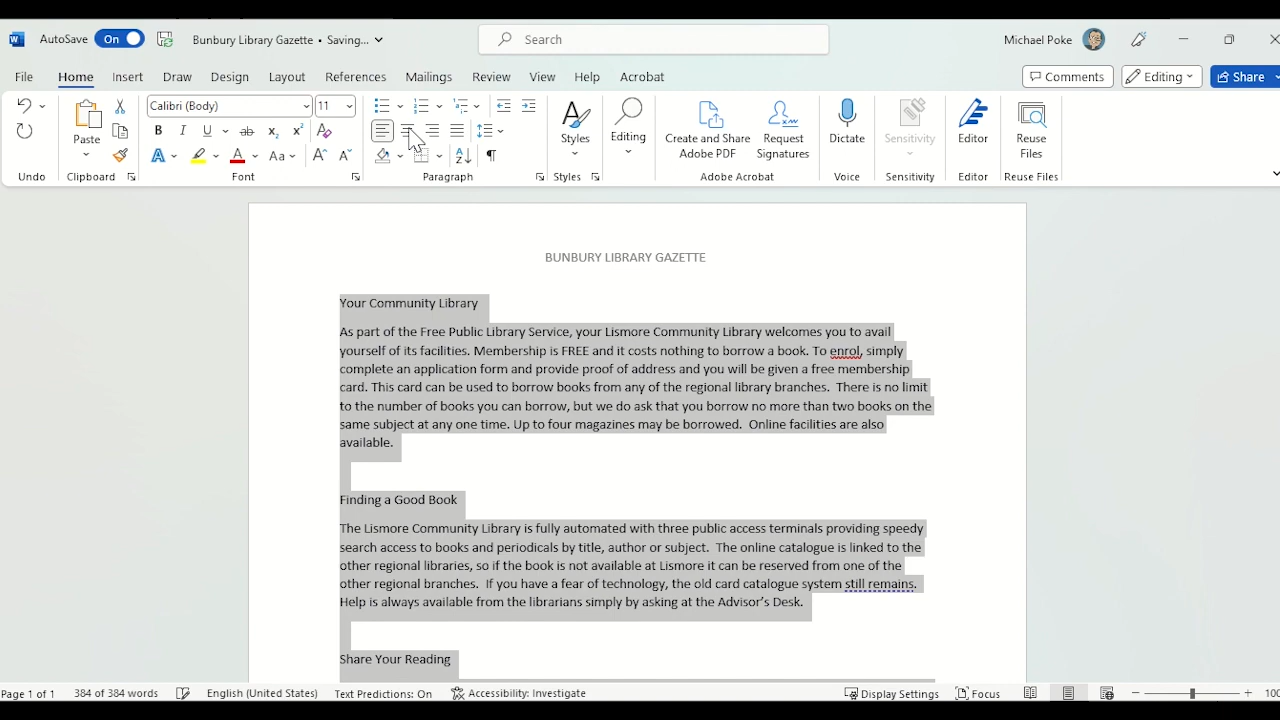 AutoSave On Bunbury Library Gazette • Saving... Search Michael Poke
File Home Insert Draw Design Layout References Mailings Review View Help Acrobat Comments Editing Share
Calibri (Body) 11
Paste Styles Editing Create and Share Adobe PDF Request Signatures Dictate Sensitivity Editor Reuse Files
Undo Clipboard Font Paragraph Styles Adobe Acrobat Voice Sensitivity Editor Reuse Files
BUNBURY LIBRARY GAZETTE
Your Community Library
As part of the Free Public Library Service, your Lismore Community Library welcomes you to avail
yourself of its facilities. Membership is FREE and it costs nothing to borrow a book. To enrol, simply
complete an application form and provide proof of address and you will be given a free membership
card. This card can be used to borrow books from any of the regional library branches. There is no limit
to the number of books you can borrow, but we do ask that you borrow no more than two books on the
same subject at any one time. Up to four magazines may be borrowed. Online facilities are also
available.
Finding a Good Book
The Lismore Community Library is fully automated with three public access terminals providing speedy
search access to books and periodicals by title, author or subject. The online catalogue is linked to the
other regional libraries, so if the book is not available at Lismore it can be reserved from one of the
other regional branches. If you have a fear of technology, the old card catalogue system still remains.
Help is always available from the librarians simply by asking at the Advisor's Desk.
Share Your Reading
Page 1 of 1 384 of 384 words English (United States) Text Predictions: On Accessibility: Investigate Display Settings Focus 100